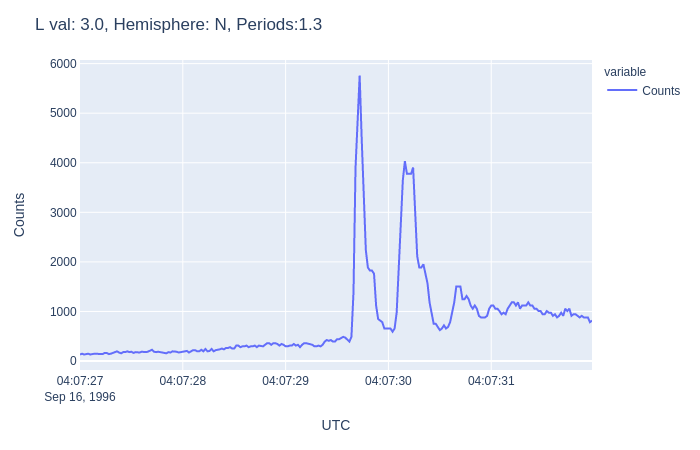 L val: 3.0, Hemisphere: N, Periods:1.3
variable
Counts
6000
5000
4000
3000
2000
1000
0
Counts
04:07:27
Sep 16, 1996
04:07:28
04:07:29
04:07:30
04:07:31
UTC